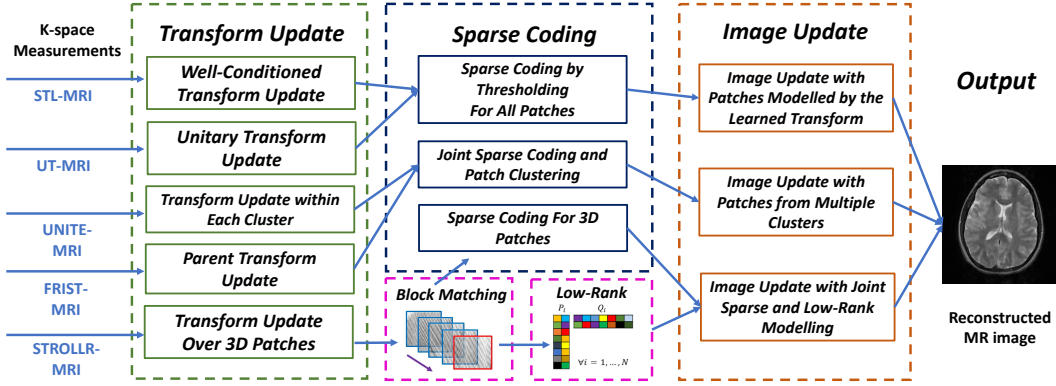 K-space
Measurements
STL-MRI
UT-MRI
UNITE-
MRI
FRIST-
MRI
STROLLR-
MRI
Transform Update
Well-Conditioned
Transform Update
Unitary Transform
Update
Transform Update within
Each Cluster
Parent Transform
Update
Transform Update
Over 3D Patches
Sparse Coding
Sparse Coding by
Thresholding
For All Patches
Joint Sparse Coding and
Patch Clustering
Sparse Coding For 3D
Patches
Block Matching
Low-Rank
P_i Q_i
∀i = 1, … , N
Image Update
Image Update with
Patches Modelled by the
Learned Transform
Image Update with
Patches from Multiple
Clusters
Image Update with Joint
Sparse and Low-Rank
Modelling
Output
Reconstructed
MR image